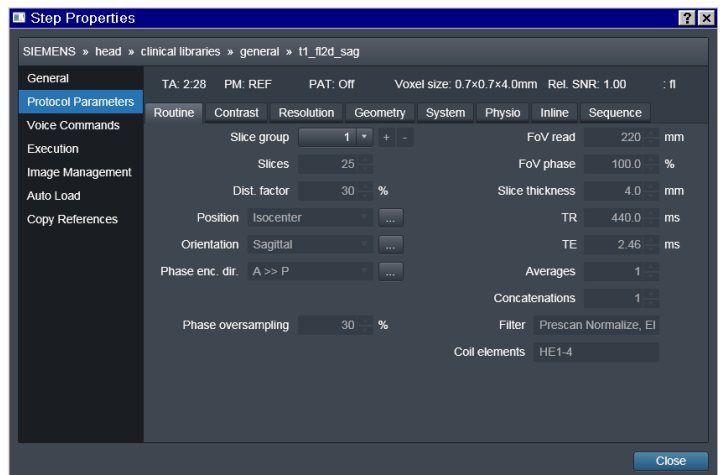 Step Properties
? X
SIEMENS » head » clinical libraries » general » t1_fl2d_sag
General
Protocol Parameters
Voice Commands
Execution
Image Management
Auto Load
Copy References
TA: 2:28 PM: REF PAT: Off Voxel size: 0.7×0.7×4.0mm Rel. SNR: 1.00 : fl
Routine Contrast Resolution Geometry System Physio Inline Sequence
Slice group 1 + -
Slices 25
Dist. factor 30 %
Position Isocenter ...
Orientation Sagittal ...
Phase enc. dir. A >> P ...
Phase oversampling 30 %
FoV read 220 mm
FoV phase 100.0 %
Slice thickness 4.0 mm
TR 440.0 ms
TE 2.46 ms
Averages 1
Concatenations 1
Filter Prescan Normalize, El
Coil elements HE1-4
Close